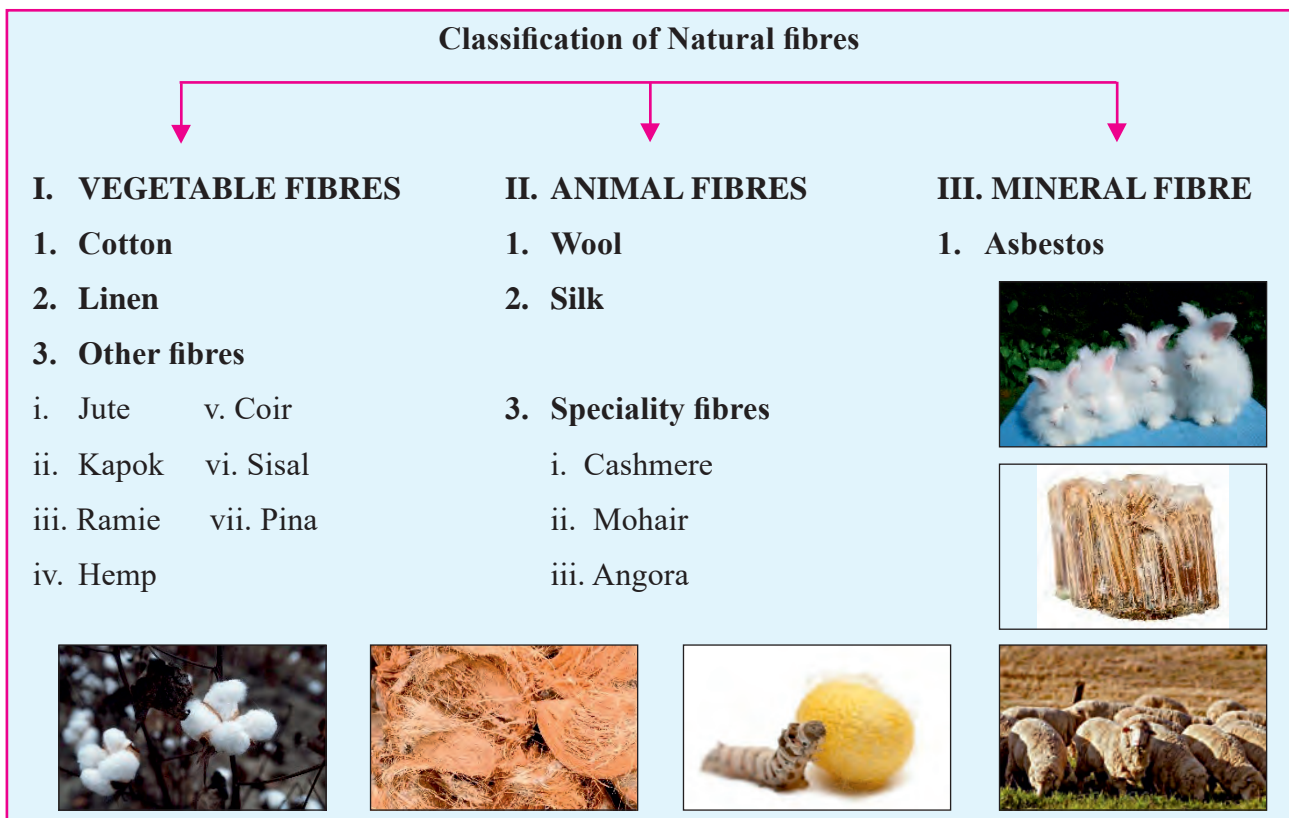 Classification of Natural fibres
I. VEGETABLE FIBRES
1. Cotton
2. Linen
3. Other fibres
i. Jute v. Coir
ii. Kapok vi. Sisal
iii. Ramie vii. Pina
iv. Hemp
II. ANIMAL FIBRES
1. Wool
2. Silk
3. Speciality fibres
i. Cashmere
ii. Mohair
iii. Angora
III. MINERAL FIBRE
1. Asbestos